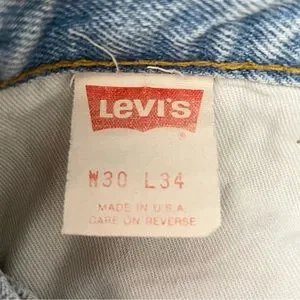 Levi's
®
W30 L34
MADE IN U.S.A.
CARE ON REVERSE